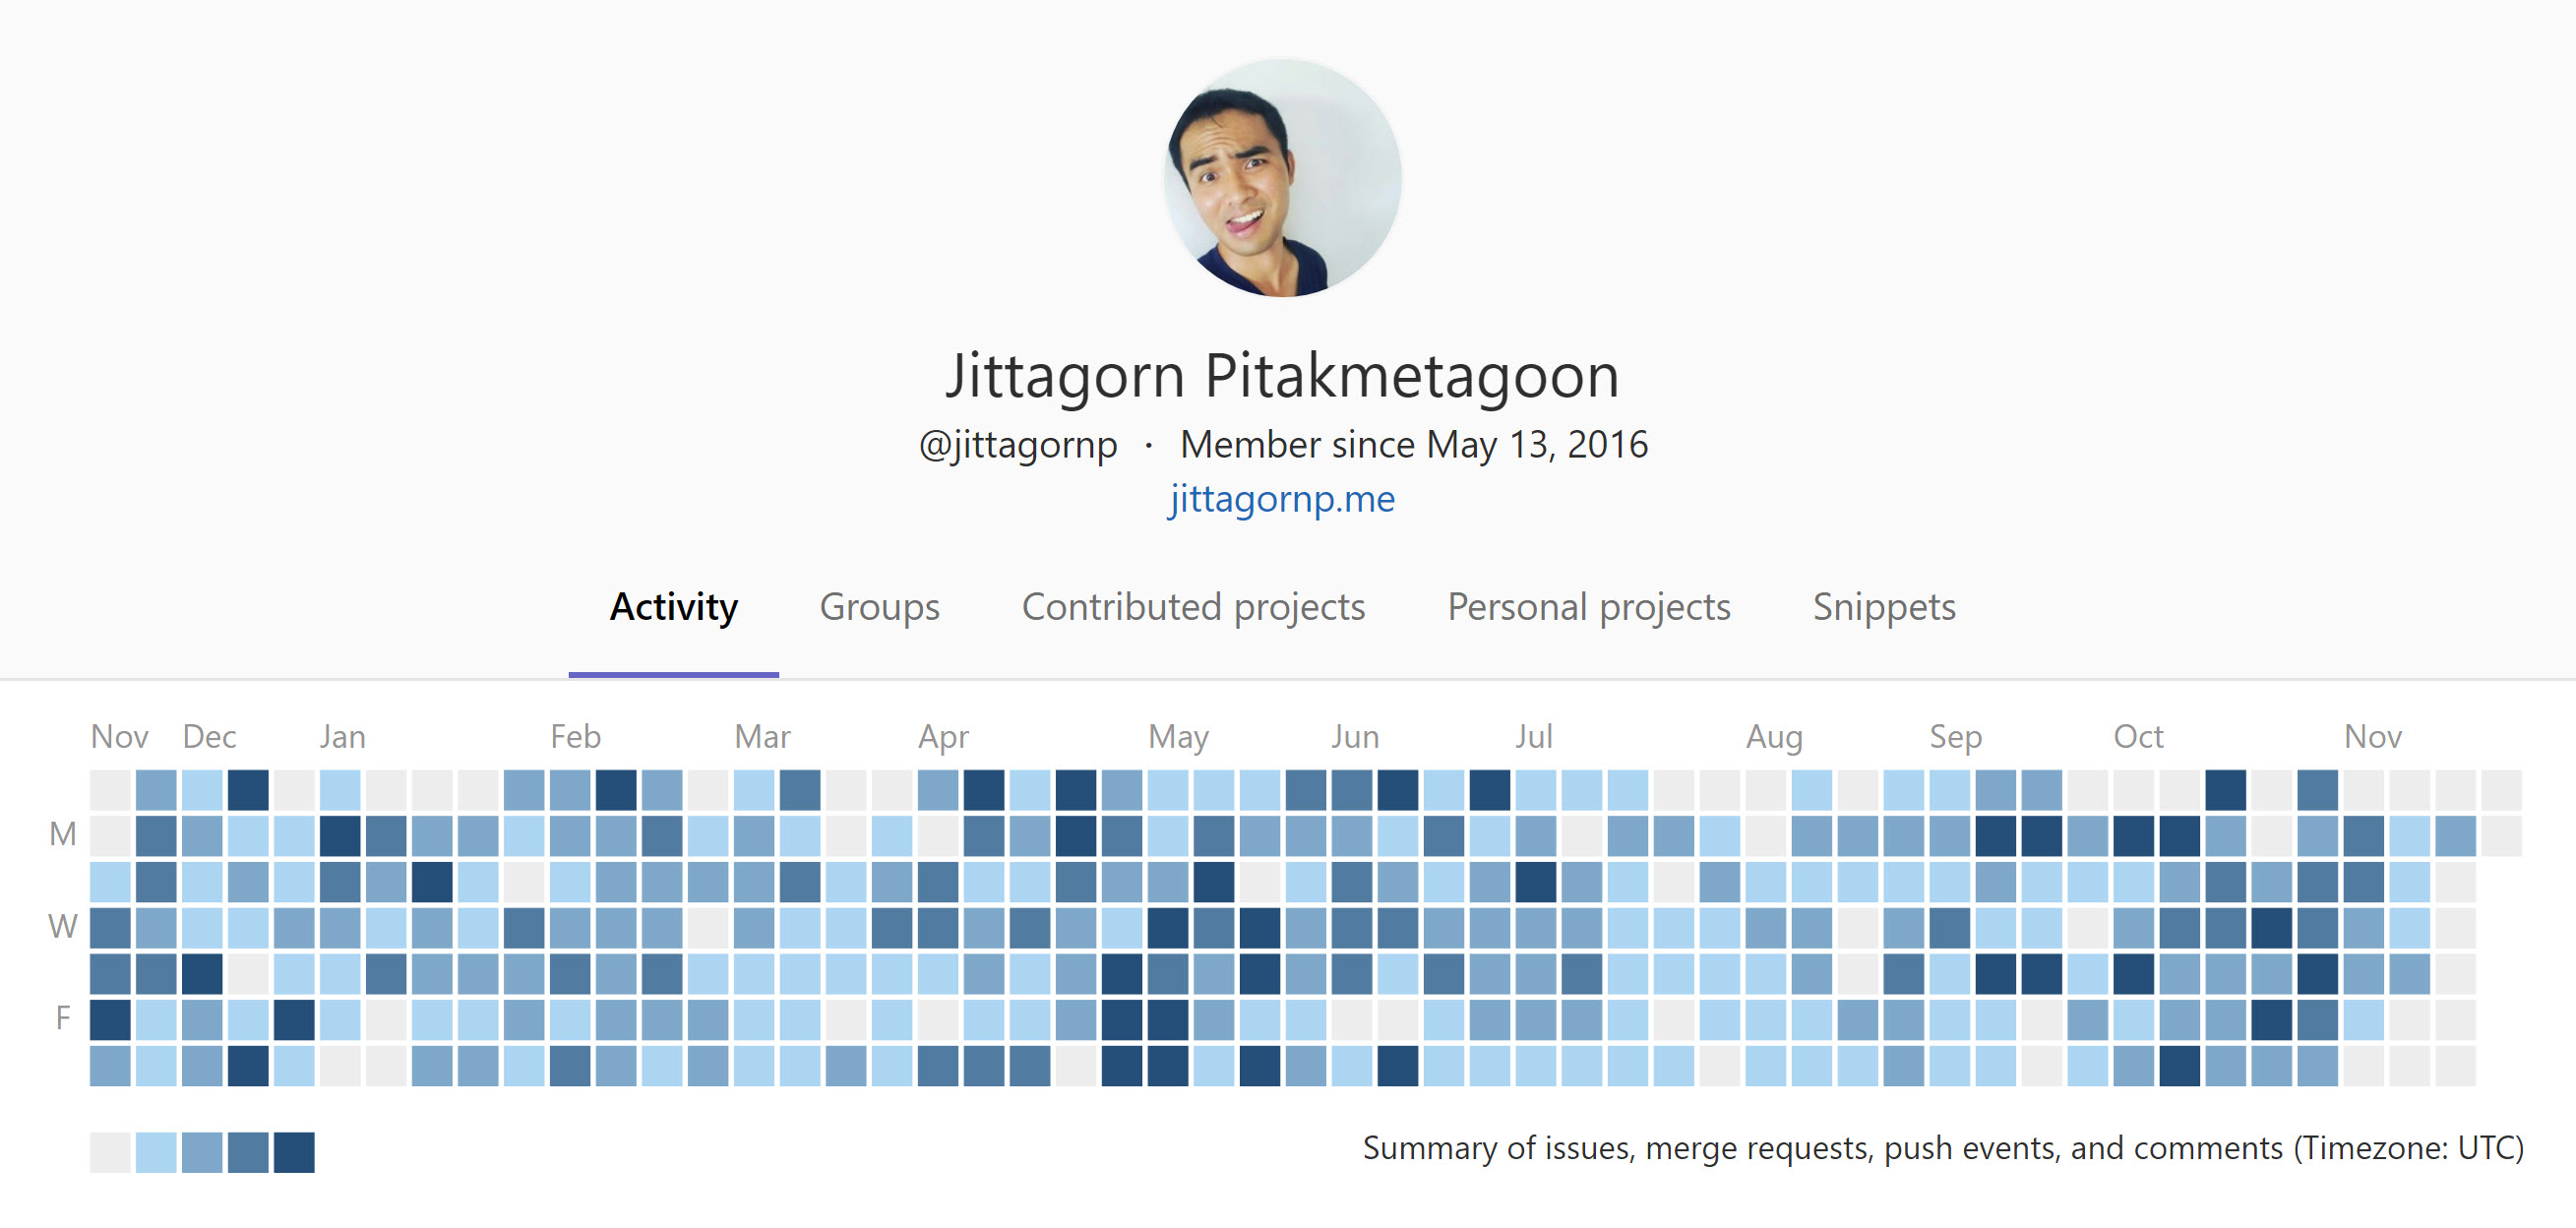 Jittagorn Pitakmetagoon
@jittagornp · Member since May 13, 2016
jittagornp.me
Activity Groups Contributed projects Personal projects Snippets
Nov Dec Jan Feb Mar Apr May Jun Jul Aug Sep Oct Nov
M
W
F
Summary of issues, merge requests, push events, and comments (Timezone: UTC)